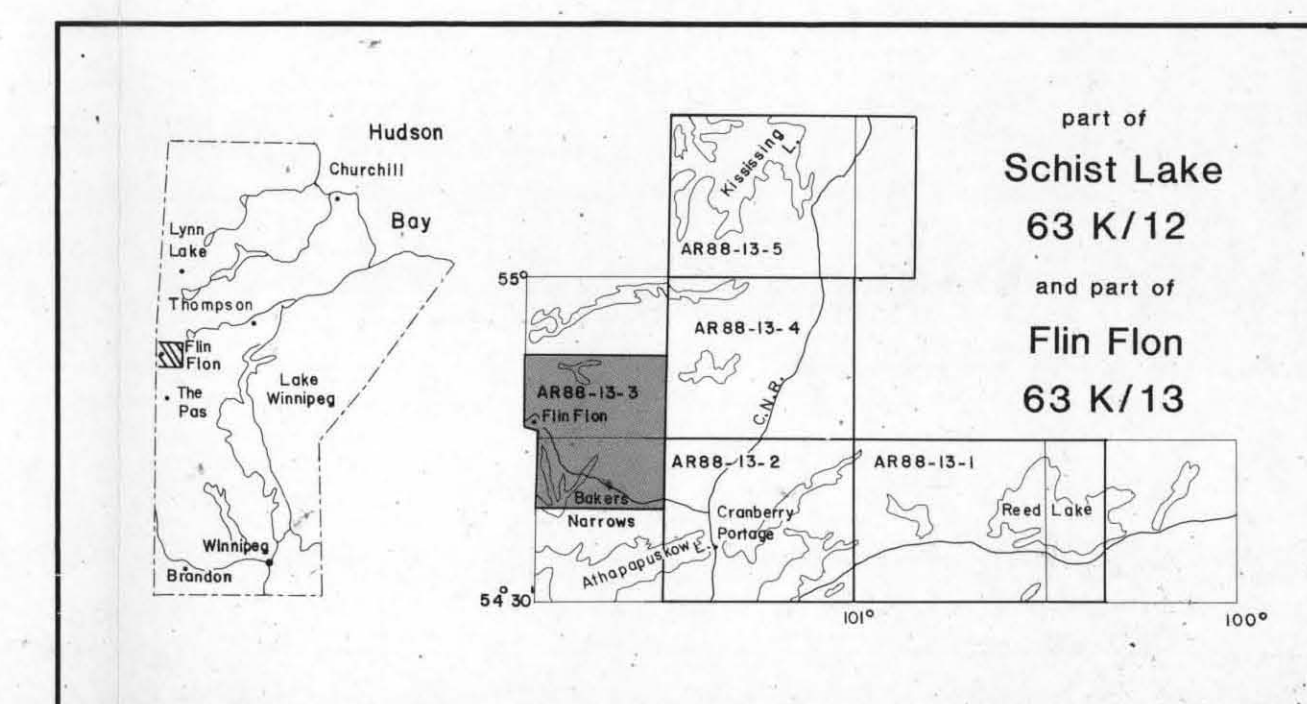 Hudson
Churchill
Bay
Lynn
Lake
Thompson
Flin
Flon
The
Pas
Lake
Winnipeg
Winnipeg
Brandon
Kississing
L.
AR88-13-5
55°
AR88-13-4
C.N.R.
AR88-13-3
Flin Flon
Bakers
Narrows
AR88-13-2
Cranberry
Portage
Athapapuskow L.
AR88-13-1
Reed Lake
54°30'
101°
100°
part of
Schist Lake
63 K/12
and part of
Flin Flon
63 K/13